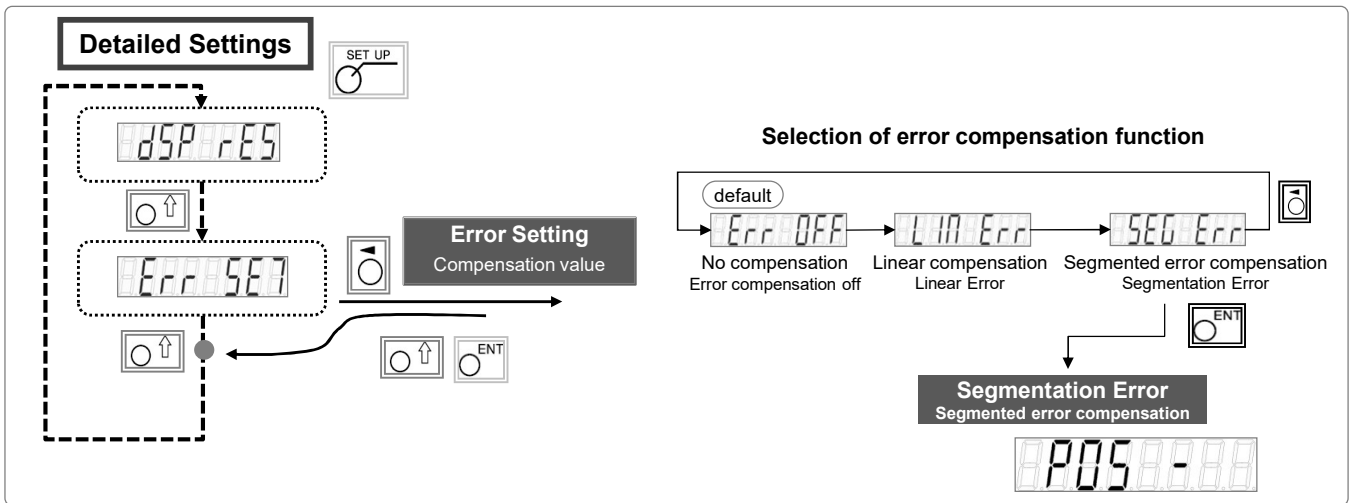 Detailed Settings
SET UP
dSP rES
Err SET
ENT
Error Setting
Compensation value
Selection of error compensation function
default
Err OFF
LIN Err
SEG Err
No compensation
Error compensation off
Linear compensation
Linear Error
Segmented error compensation
Segmentation Error
ENT
Segmentation Error
Segmented error compensation
POS -